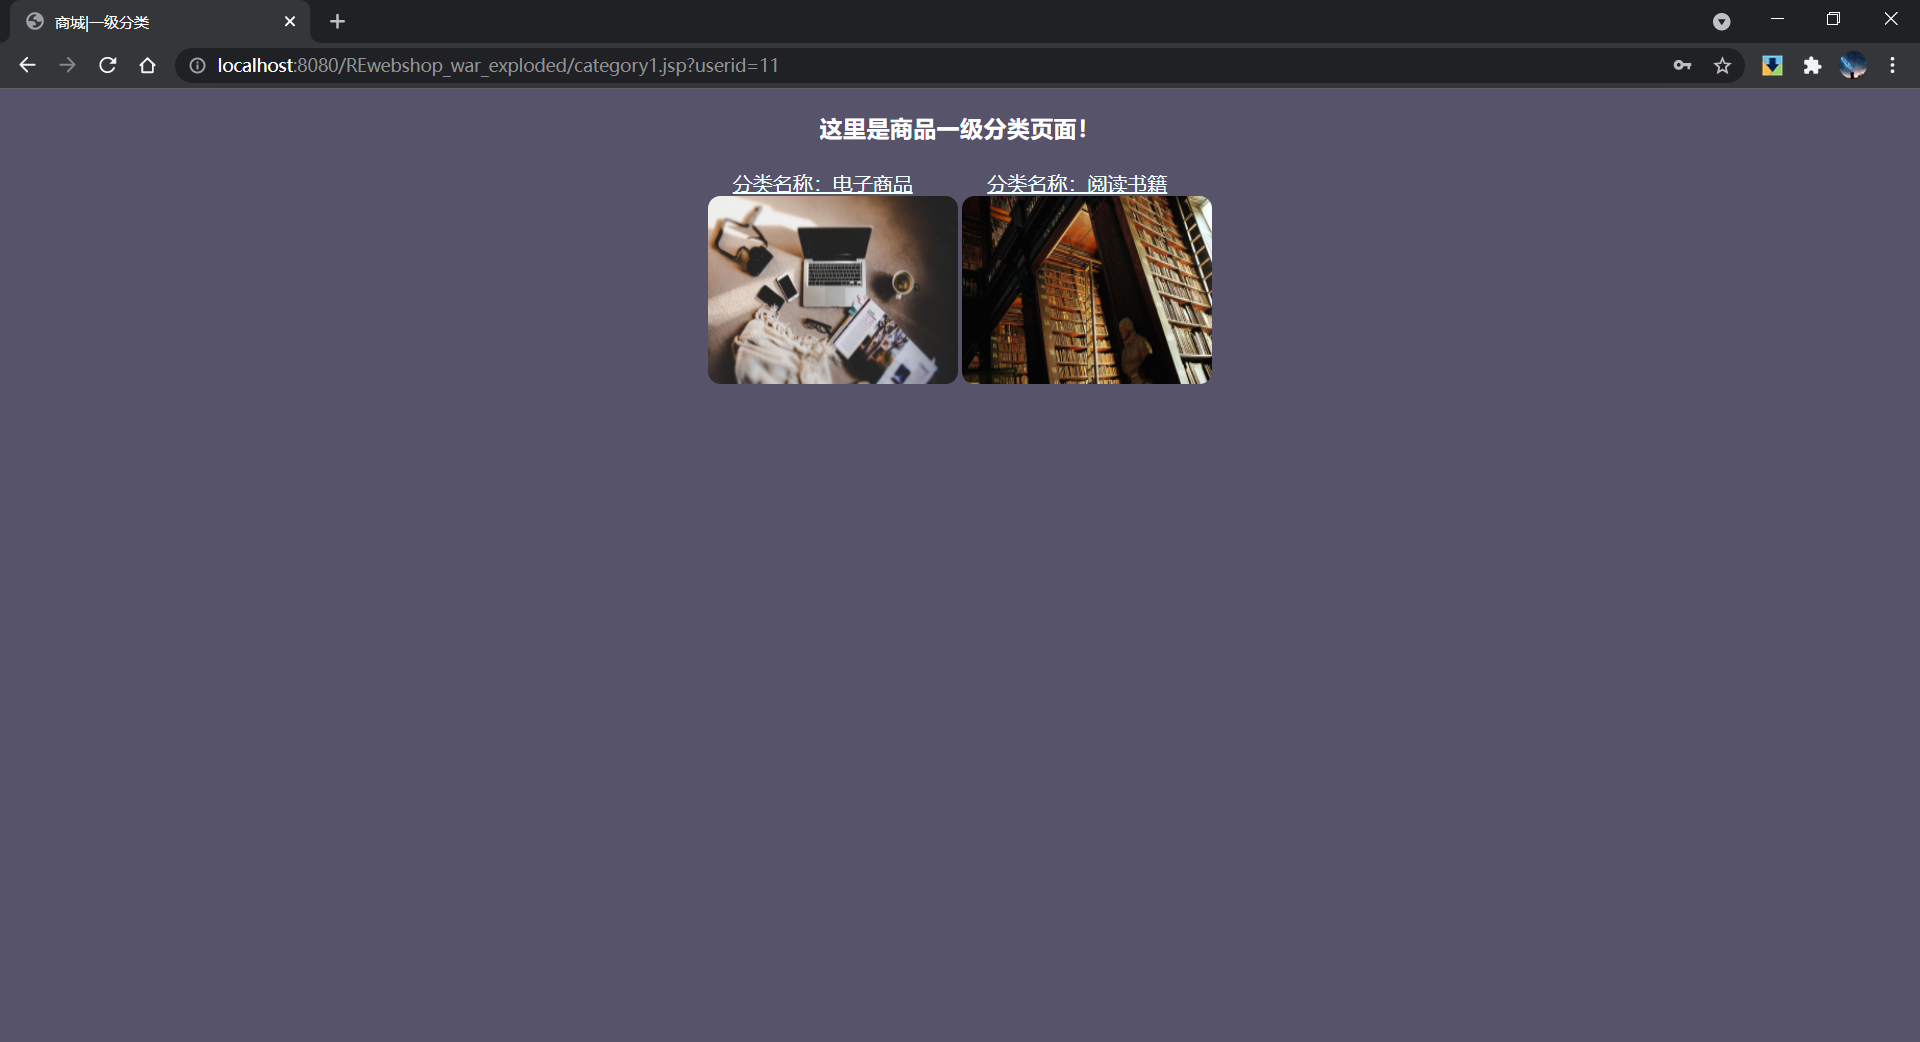 商城|一级分类
localhost:8080/REwebshop_war_exploded/category1.jsp?userid=11
这里是商品一级分类页面！
分类名称：电子商品
分类名称：阅读书籍